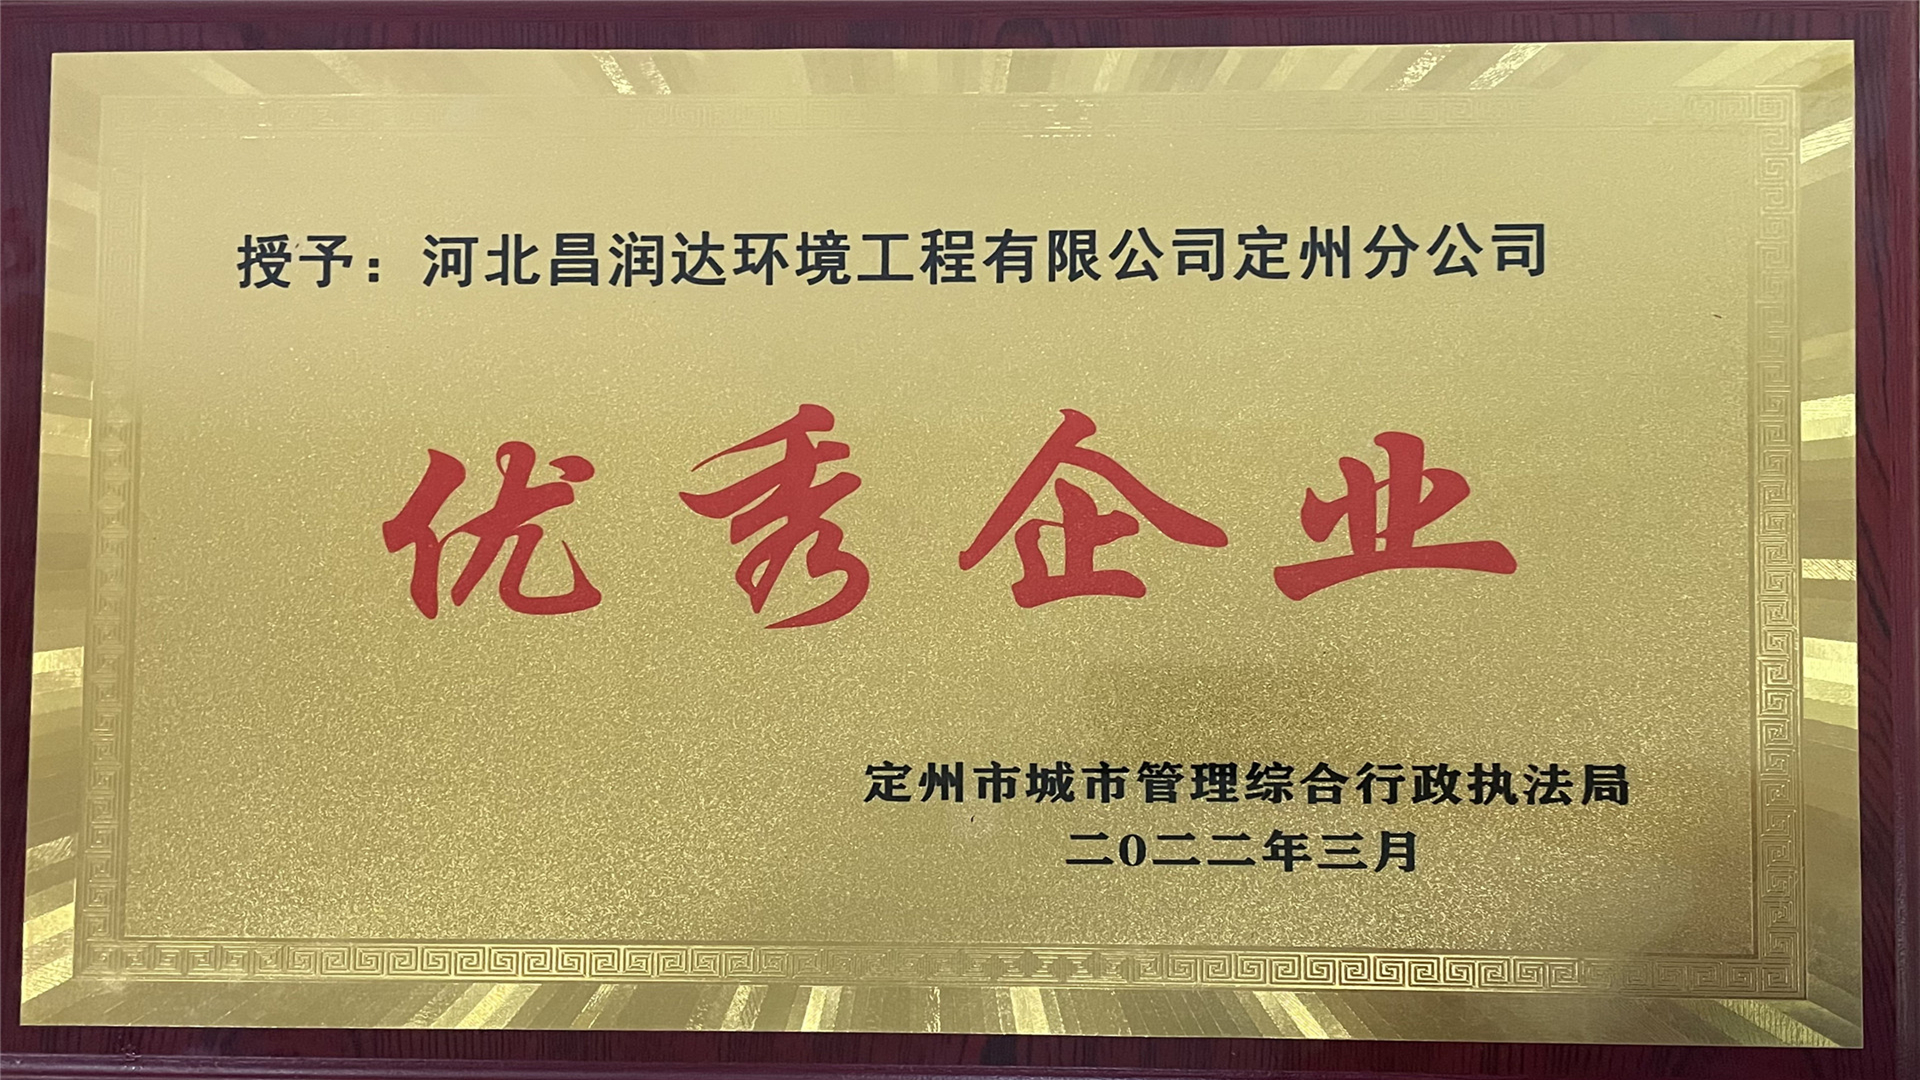 授予：河北昌润达环境工程有限公司定州分公司
优秀企业
定州市城市管理综合行政执法局
二0二二年三月